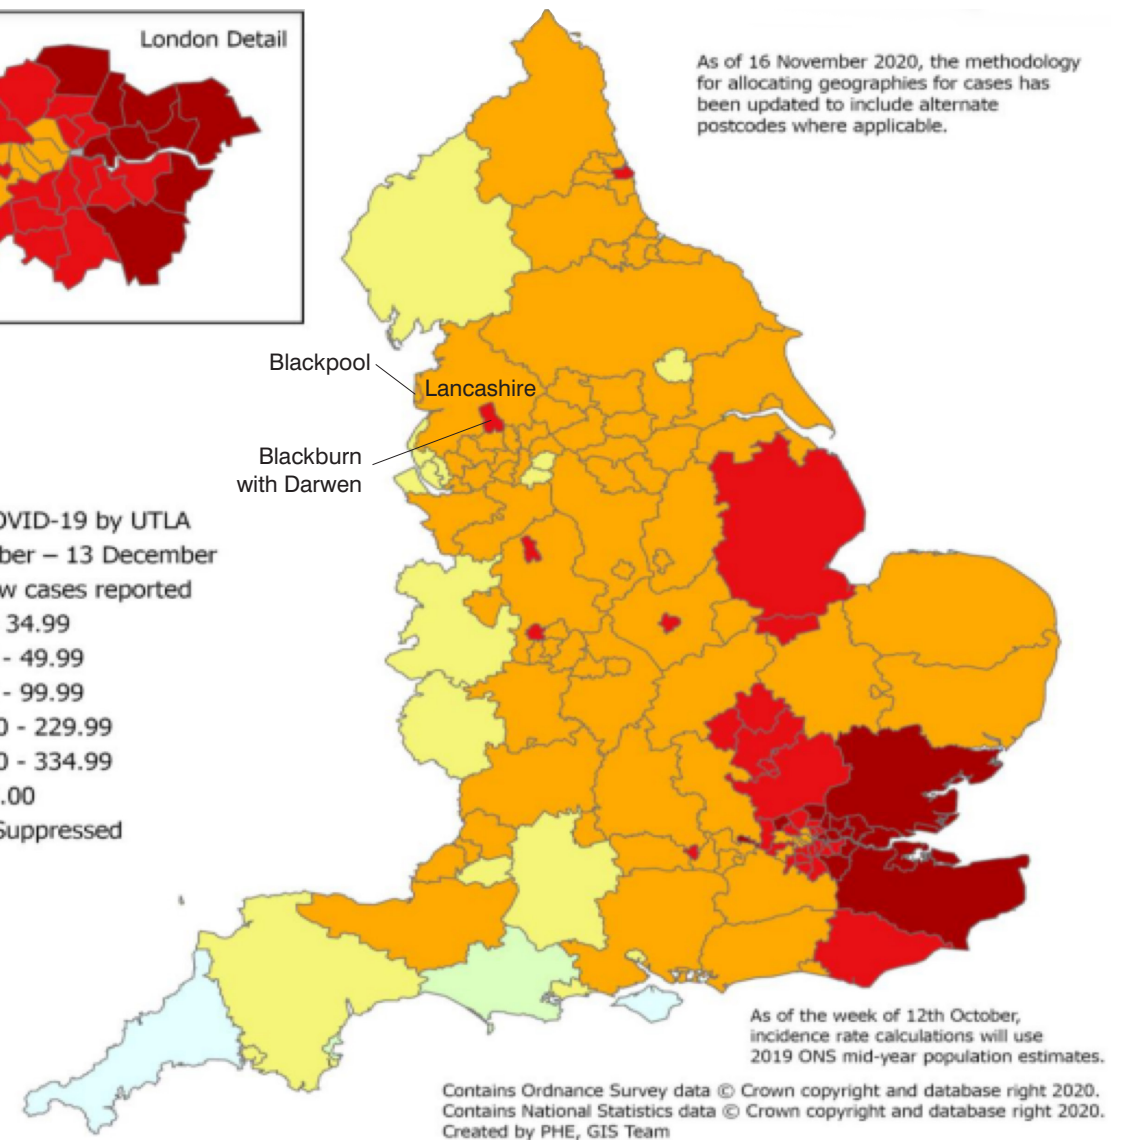 London Detail
As of 16 November 2020, the methodology
for allocating geographies for cases has
been updated to include alternate
postcodes where applicable.
Blackpool
Lancashire
Blackburn
with Darwen
OVID-19 by UTLA
ber – 13 December
w cases reported
34.99
- 49.99
- 99.99
0 - 229.99
0 - 334.99
.00
Suppressed
As of the week of 12th October,
incidence rate calculations will use
2019 ONS mid-year population estimates.
Contains Ordnance Survey data © Crown copyright and database right 2020.
Contains National Statistics data © Crown copyright and database right 2020.
Created by PHE, GIS Team